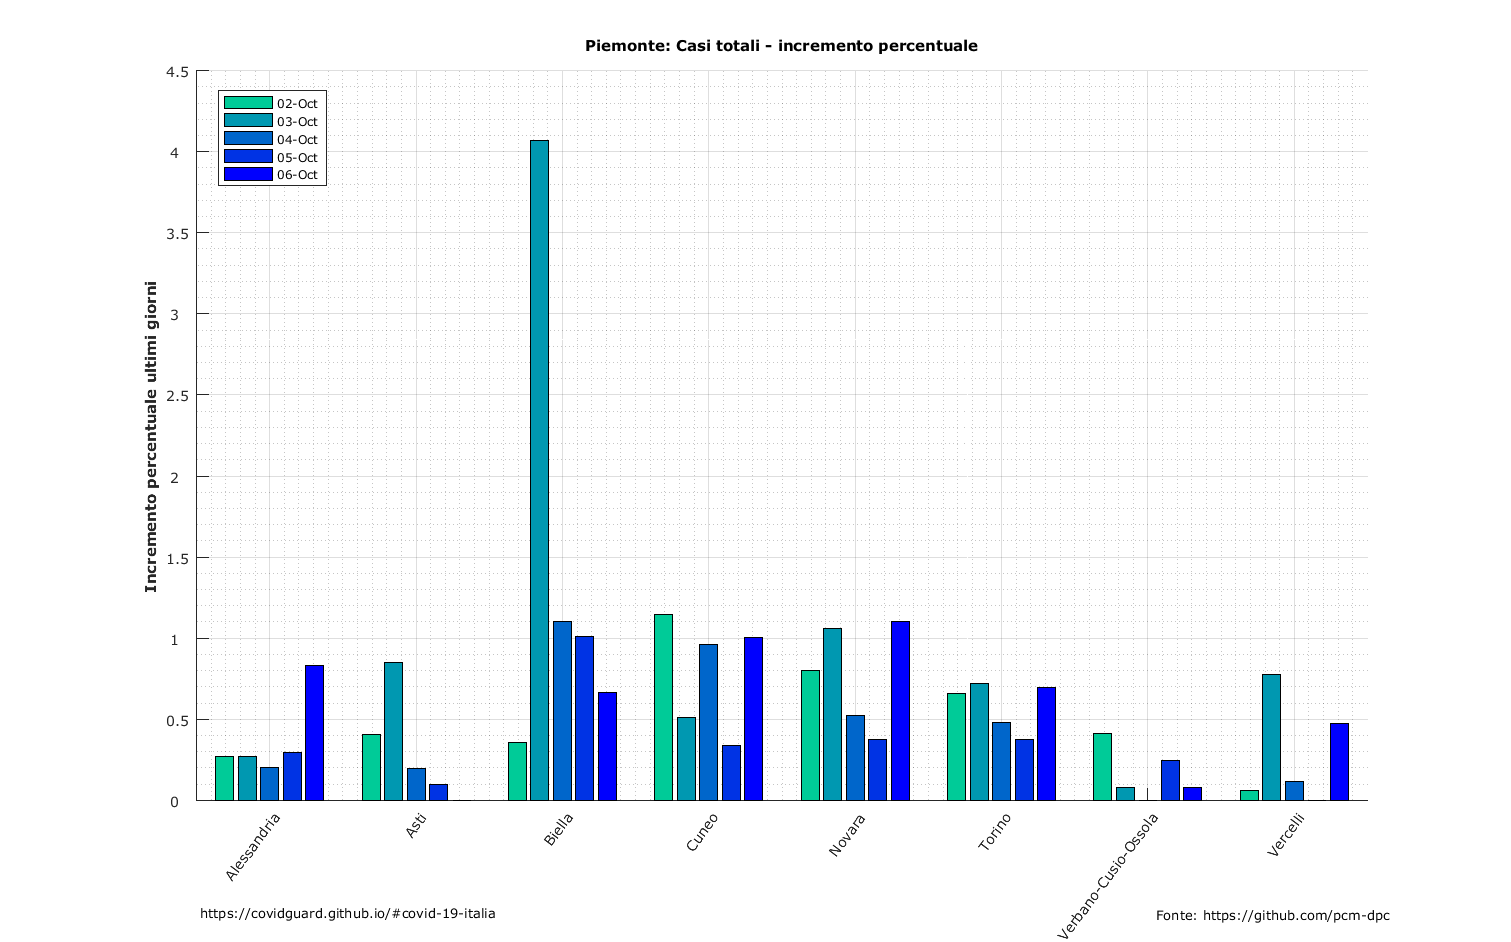 Piemonte: Casi totali - incremento percentuale
4.5
4
3.5
3
2.5
2
1.5
1
0.5
0
Incremento percentuale ultimi giorni
02-Oct
03-Oct
04-Oct
05-Oct
06-Oct
Alessandria
Asti
Biella
Cuneo
Novara
Torino
Verbano-Cusio-Ossola
Vercelli
https://covidguard.github.io/#covid-19-italia
Fonte: https://github.com/pcm-dpc